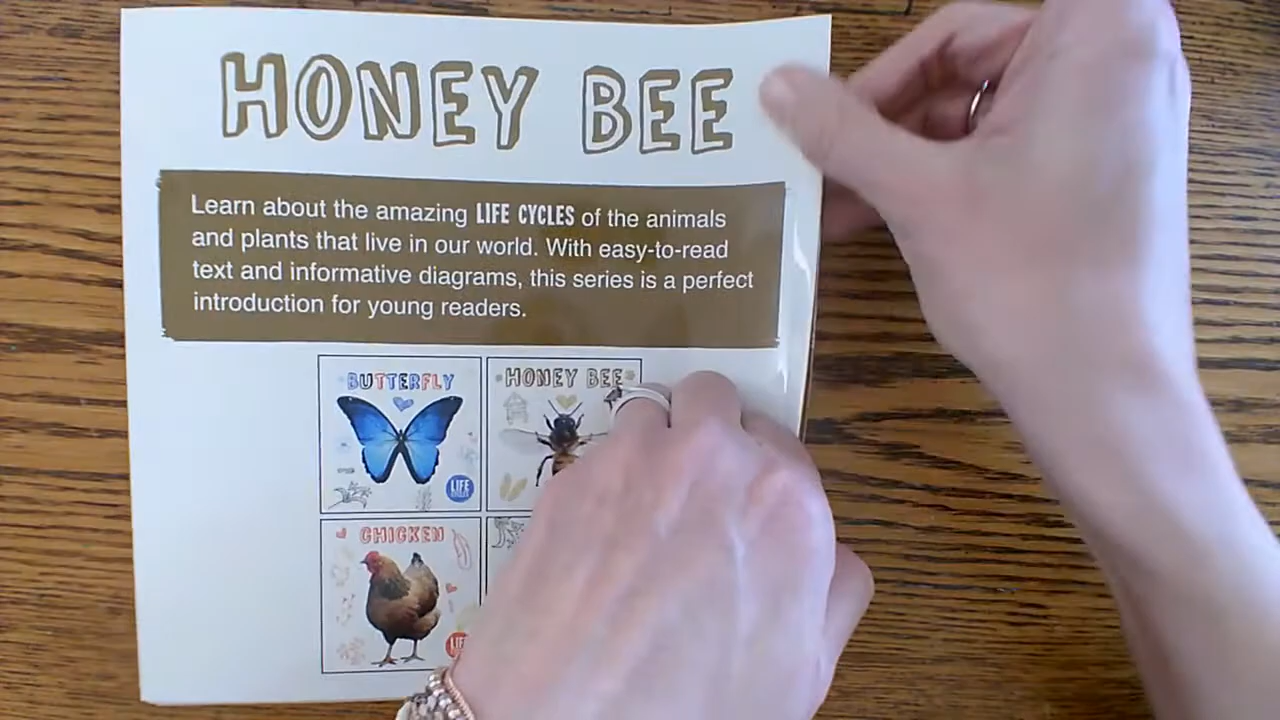 HONEY BEE
Learn about the amazing LIFE CYCLES of the animals
and plants that live in our world. With easy-to-read
text and informative diagrams, this series is a perfect
introduction for young readers.
BUTTERFLY
HONEY BEE
LIFE
CYCLES
CHICKEN